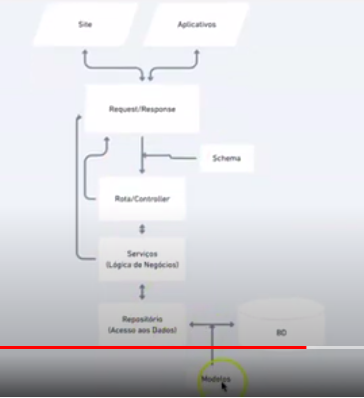 Site
Aplicativos
Request/Response
Schema
Rota/Controller
Serviços
(Lógica de Negócios)
Repositório
(Acesso aos Dados)
BD
Modelos